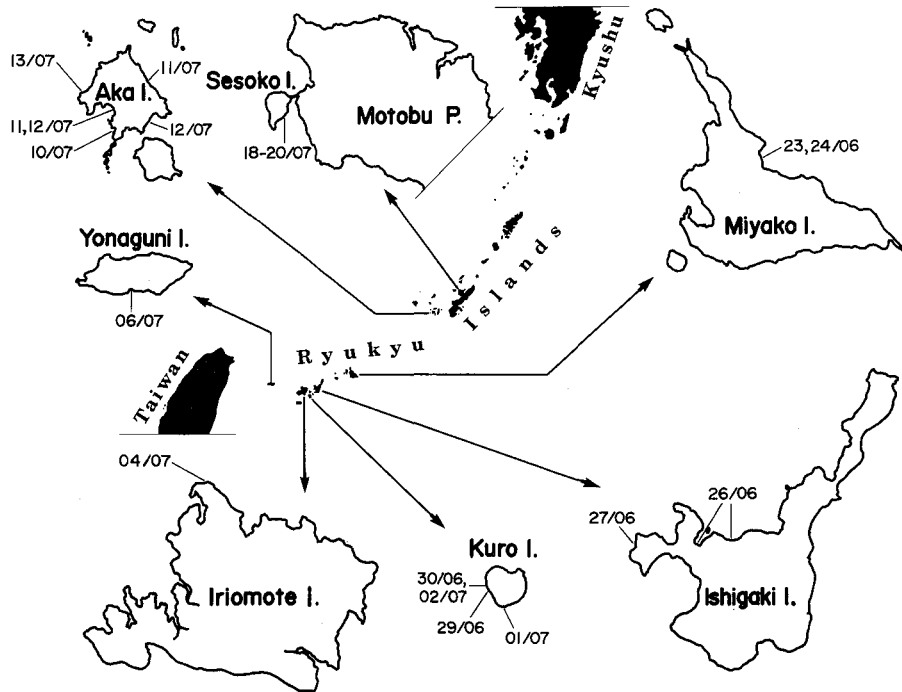 13/07
11/07
Aka I.
11,12/07
12/07
10/07
Sesoko I.
18-20/07
Motobu P.
Kyushu
23,24/06
Miyako I.
Yonaguni I.
06/07
Ryukyu
Islands
Taiwan
04/07
Iriomote I.
Kuro I.
30/06,
02/07
29/06
01/07
26/06
27/06
Ishigaki I.